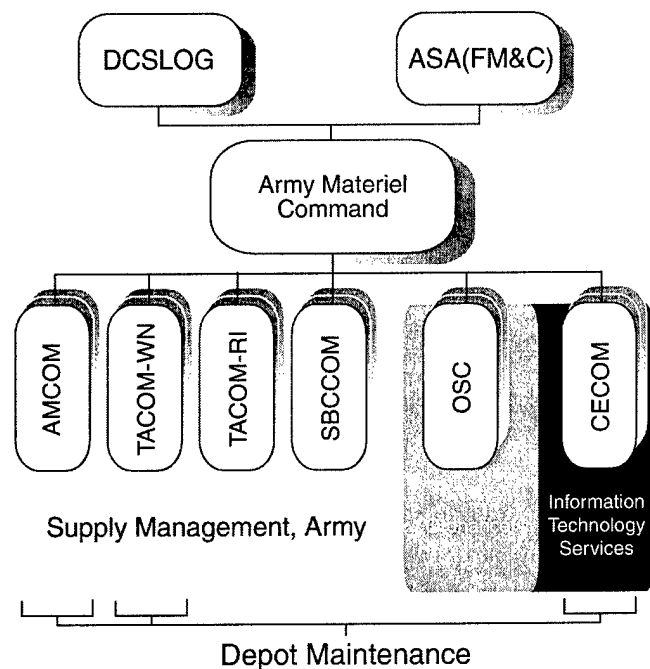 DCSLOG
ASA(FM&C)
Army Materiel
Command
AMCOM
TACOM-WN
TACOM-RI
SBCCOM
OSC
CECOM
Supply Management, Army
Information
Technology
Services
Depot Maintenance